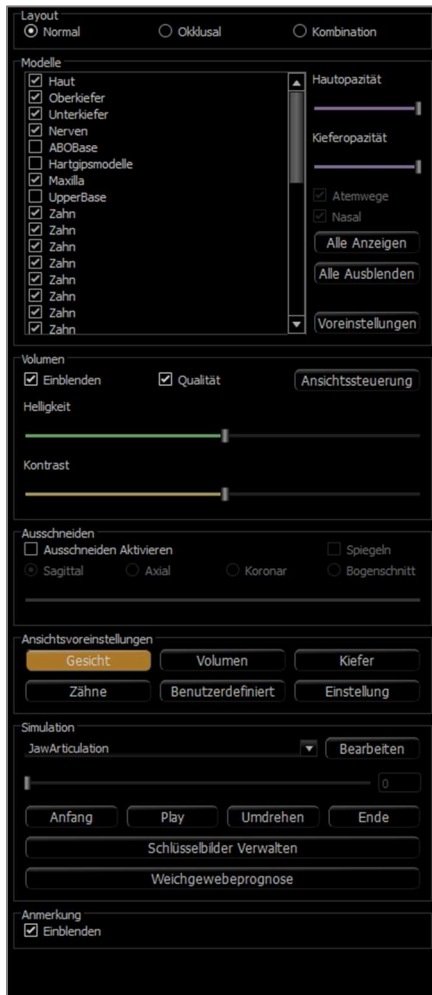 Layout
Normal Okklusal Kombination
Modelle
Haut
Oberkiefer
Unterkiefer
Nerven
ABOBase
Hartgipsmodelle
Maxilla
UpperBase
Zahn
Zahn
Zahn
Zahn
Zahn
Zahn
Zahn
Zahn
Hautopazität
Kieferopazität
Atemwege
Nasal
Alle Anzeigen
Alle Ausblenden
Voreinstellungen
Volumen
Einblenden Qualität Ansichtssteuerung
Helligkeit
Kontrast
Ausschneiden
Ausschneiden Aktivieren Spiegeln
Sagittal Axial Koronar Bogenschnitt
Ansichtsvoreinstellungen
Gesicht Volumen Kiefer
Zähne Benutzerdefiniert Einstellung
Simulation
JawArticulation Bearbeiten
0
Anfang Play Umdrehen Ende
Schlüsselbilder Verwalten
Weichgewebeprognose
Anmerkung
Einblenden